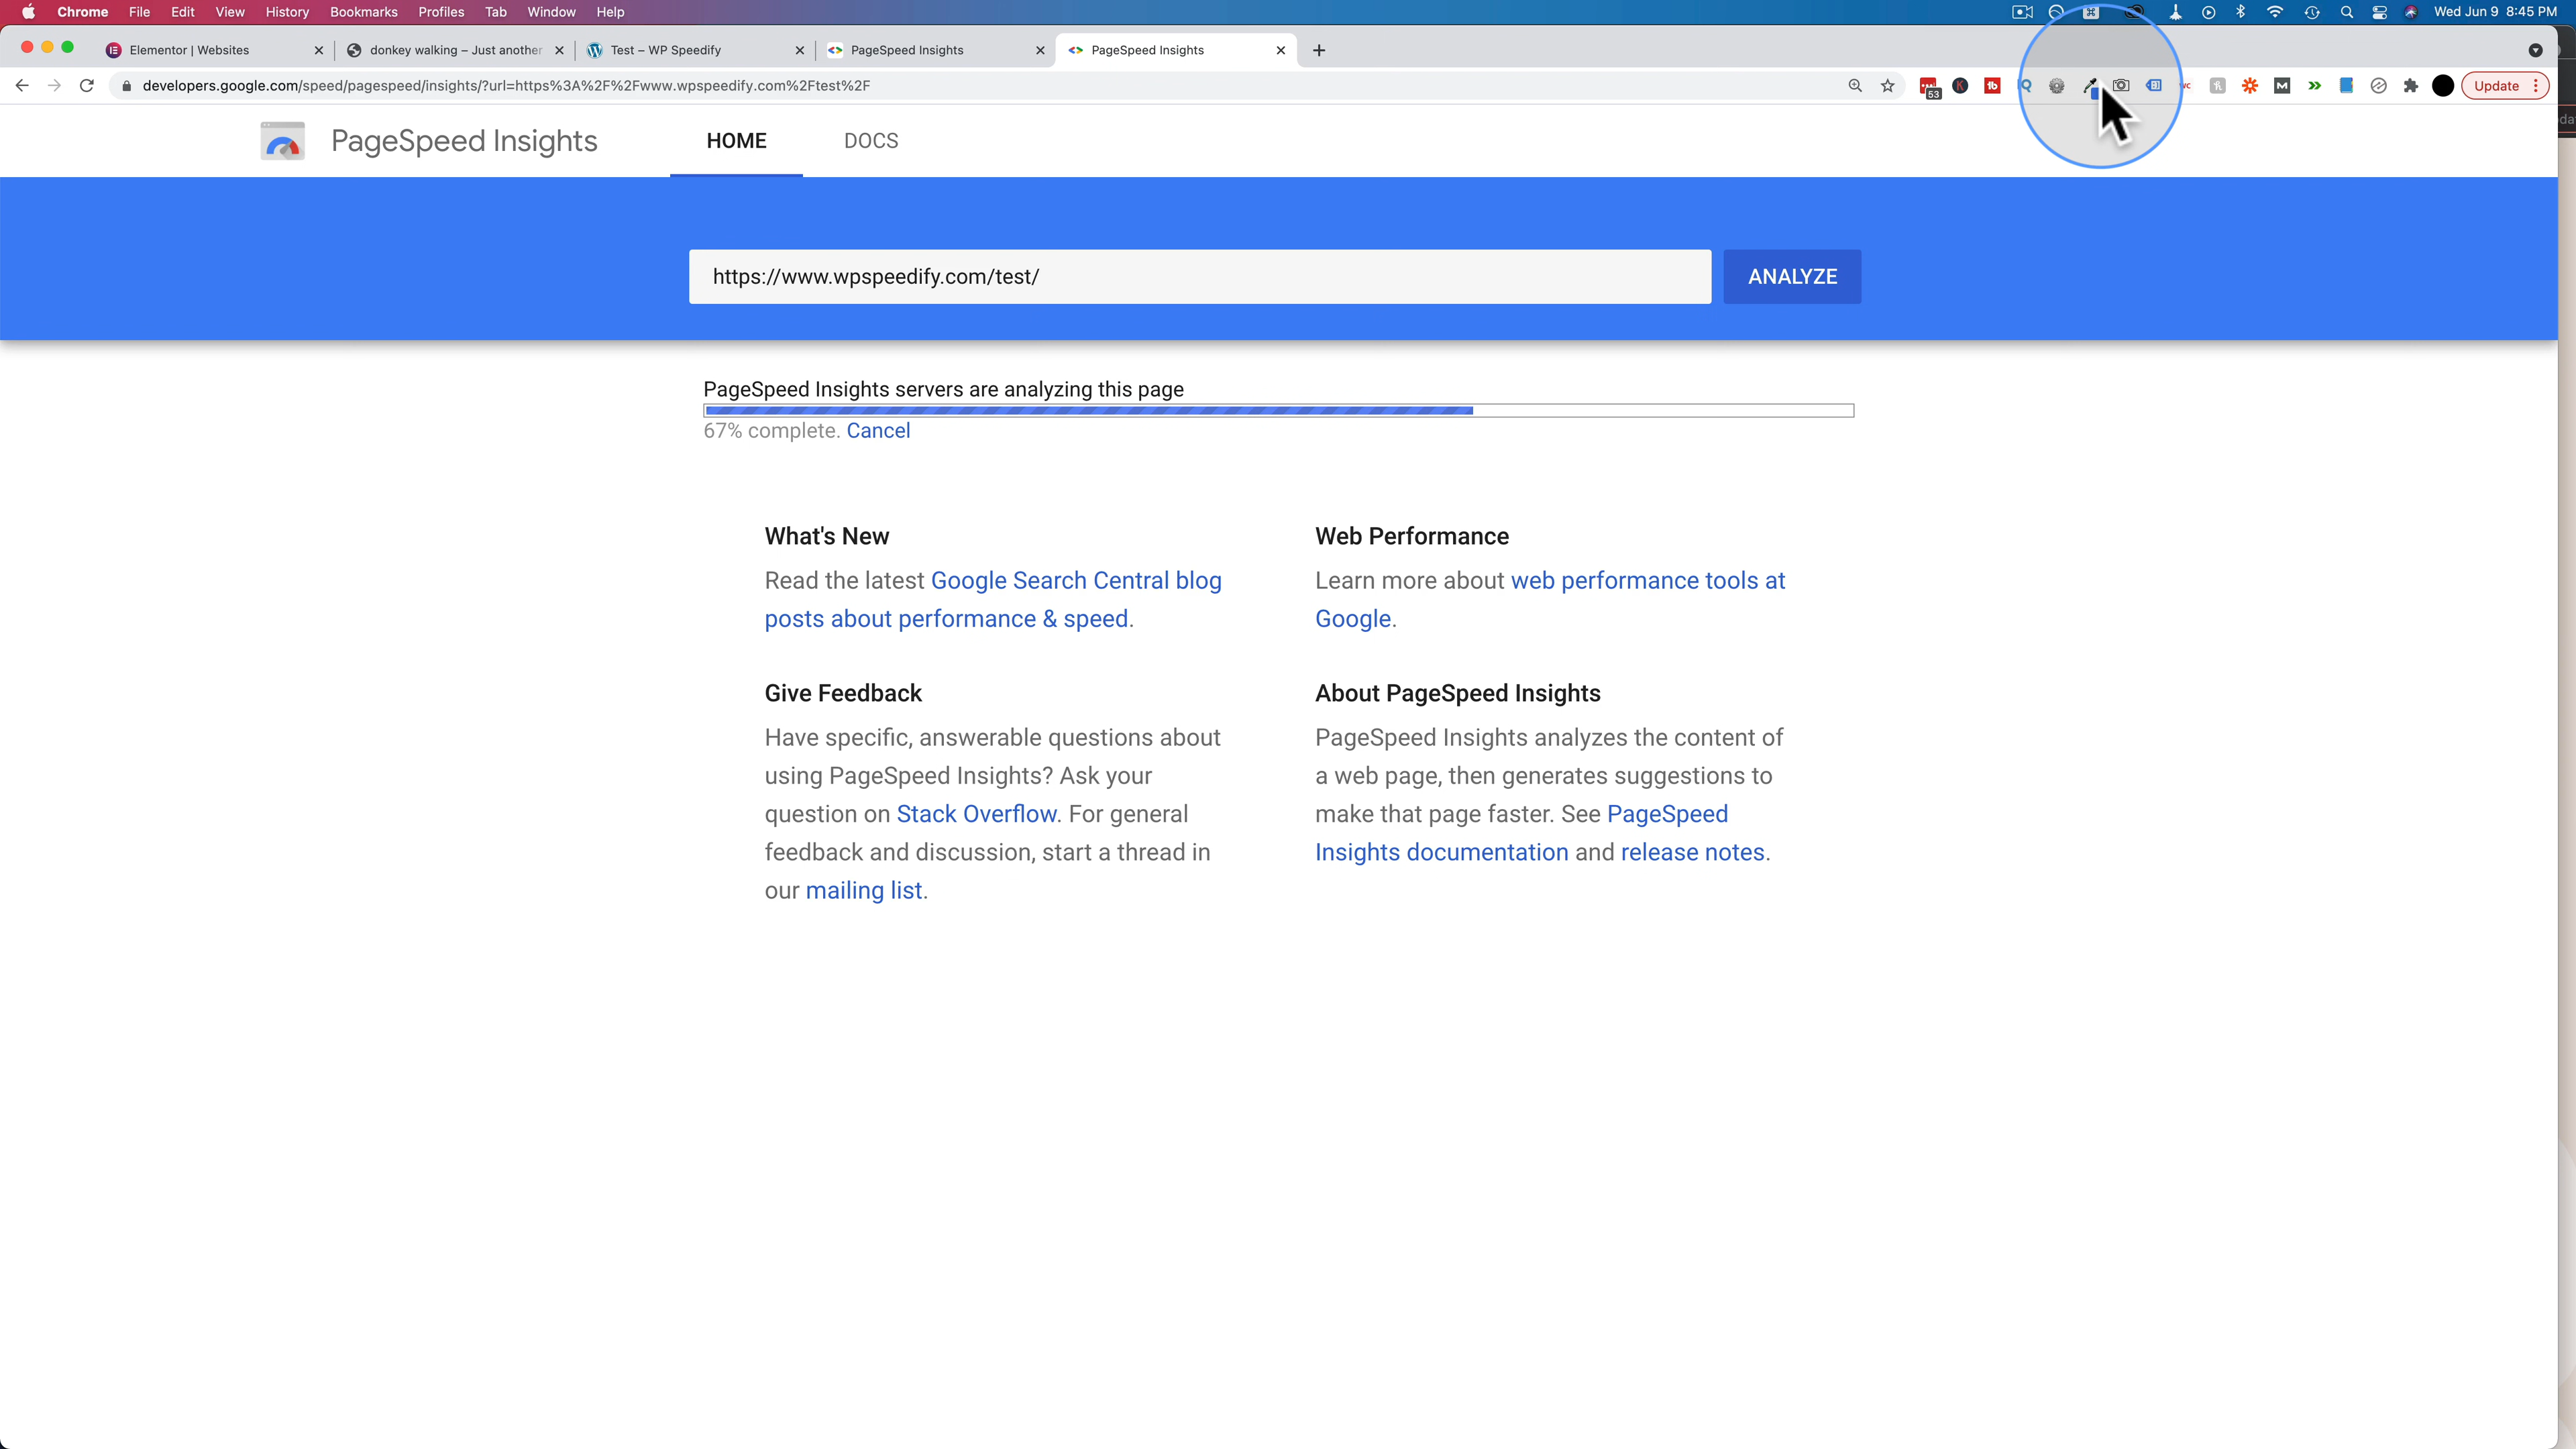 Chrome File Edit View History Bookmarks Profiles Tab Window Help Wed Jun 9 8:45 PM
Elementor | Websites donkey walking – Just another Test – WP Speedify PageSpeed Insights PageSpeed Insights
developers.google.com/speed/pagespeed/insights/?url=https%3A%2F%2Fwww.wpspeedify.com%2Ftest%2F 53 Update
PageSpeed Insights HOME DOCS
https://www.wpspeedify.com/test/ ANALYZE
PageSpeed Insights servers are analyzing this page
67% complete. Cancel
What's New
Read the latest Google Search Central blog
posts about performance & speed.
Web Performance
Learn more about web performance tools at
Google.
Give Feedback
Have specific, answerable questions about
using PageSpeed Insights? Ask your
question on Stack Overflow. For general
feedback and discussion, start a thread in
our mailing list.
About PageSpeed Insights
PageSpeed Insights analyzes the content of
a web page, then generates suggestions to
make that page faster. See PageSpeed
Insights documentation and release notes.